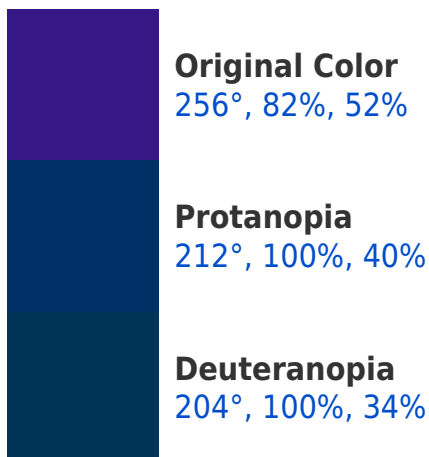 Original Color
256°, 82%, 52%
Protanopia
212°, 100%, 40%
Deuteranopia
204°, 100%, 34%